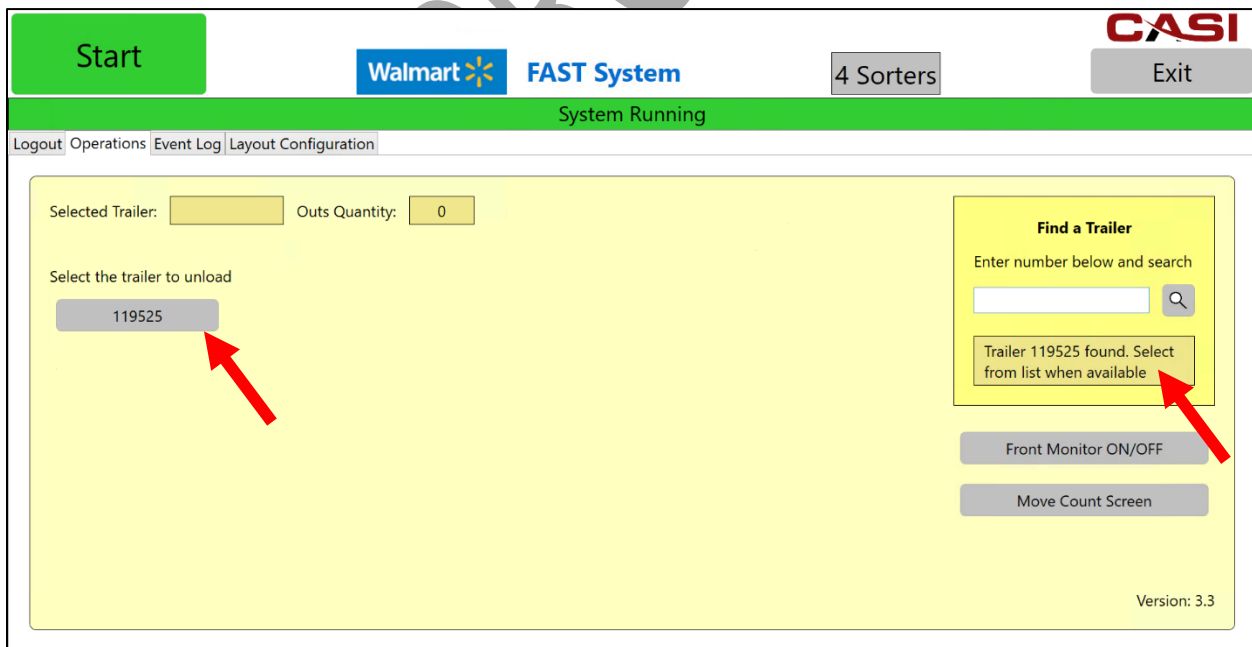 CASI
Start
Walmart
FAST System
4 Sorters
Exit
System Running
Logout Operations Event Log Layout Configuration
Selected Trailer:
Outs Quantity: 0
Find a Trailer
Enter number below and search
Select the trailer to unload
119525
Trailer 119525 found. Select
from list when available
Front Monitor ON/OFF
Move Count Screen
Version: 3.3